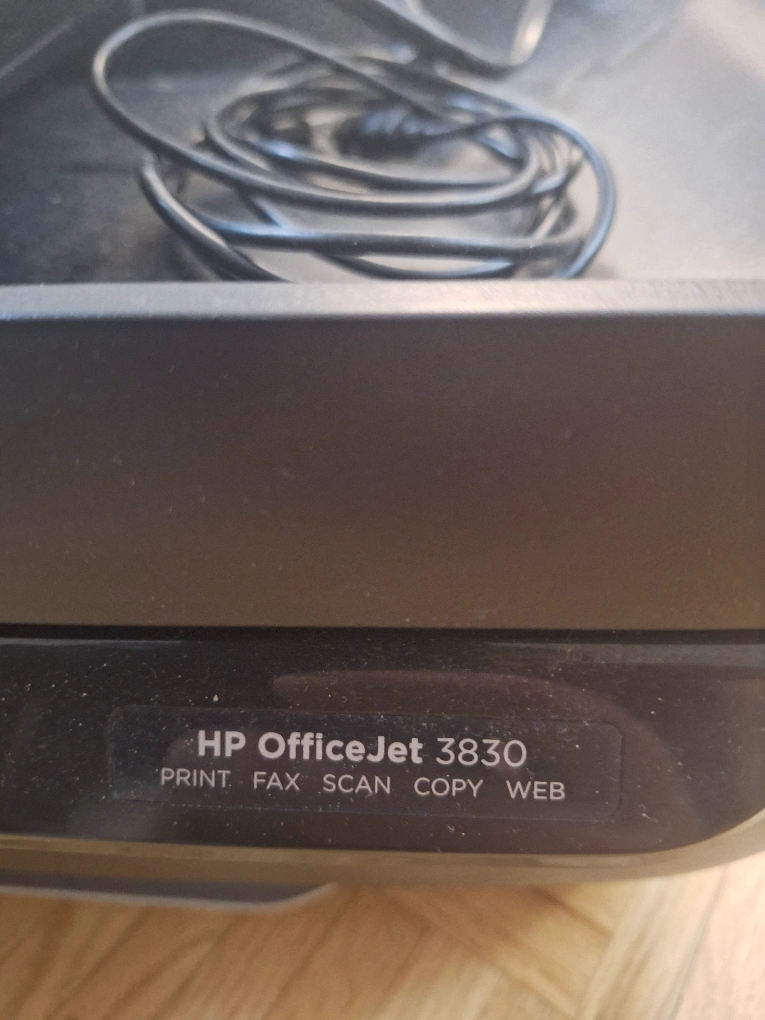 HP OfficeJet 3830
PRINT FAX SCAN COPY WEB